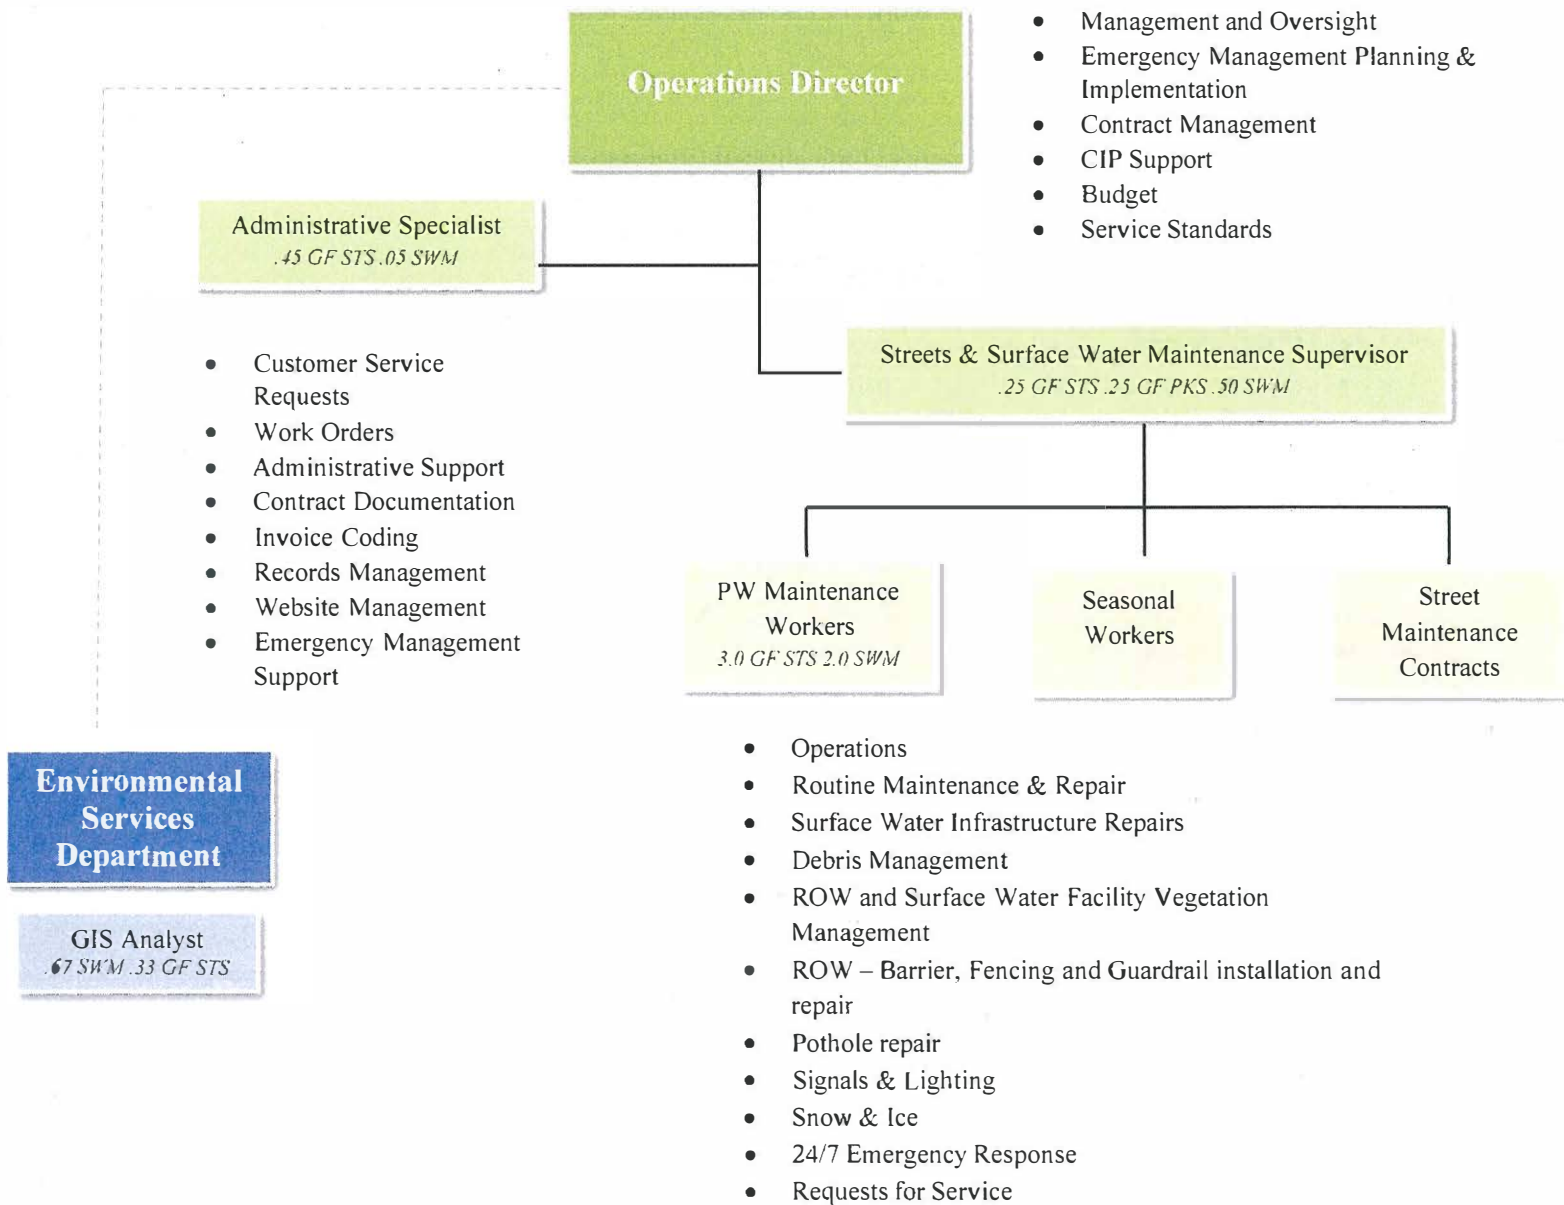 Operations Director
• Management and Oversight
• Emergency Management Planning &
Implementation
• Contract Management
• CIP Support
• Budget
• Service Standards
Administrative Specialist
.45 GF STS .05 SWM
• Customer Service
Requests
• Work Orders
• Administrative Support
• Contract Documentation
• Invoice Coding
• Records Management
• Website Management
• Emergency Management
Support
Streets & Surface Water Maintenance Supervisor
.25 GF STS .25 GF PKS .50 SWM
PW Maintenance
Workers
3.0 GF STS 2.0 SWM
Seasonal
Workers
Street
Maintenance
Contracts
• Operations
• Routine Maintenance & Repair
• Surface Water Infrastructure Repairs
• Debris Management
• ROW and Surface Water Facility Vegetation
Management
• ROW – Barrier, Fencing and Guardrail installation and
repair
• Pothole repair
• Signals & Lighting
• Snow & Ice
• 24/7 Emergency Response
• Requests for Service
Environmental
Services
Department
GIS Analyst
.67 SWM .33 GF STS